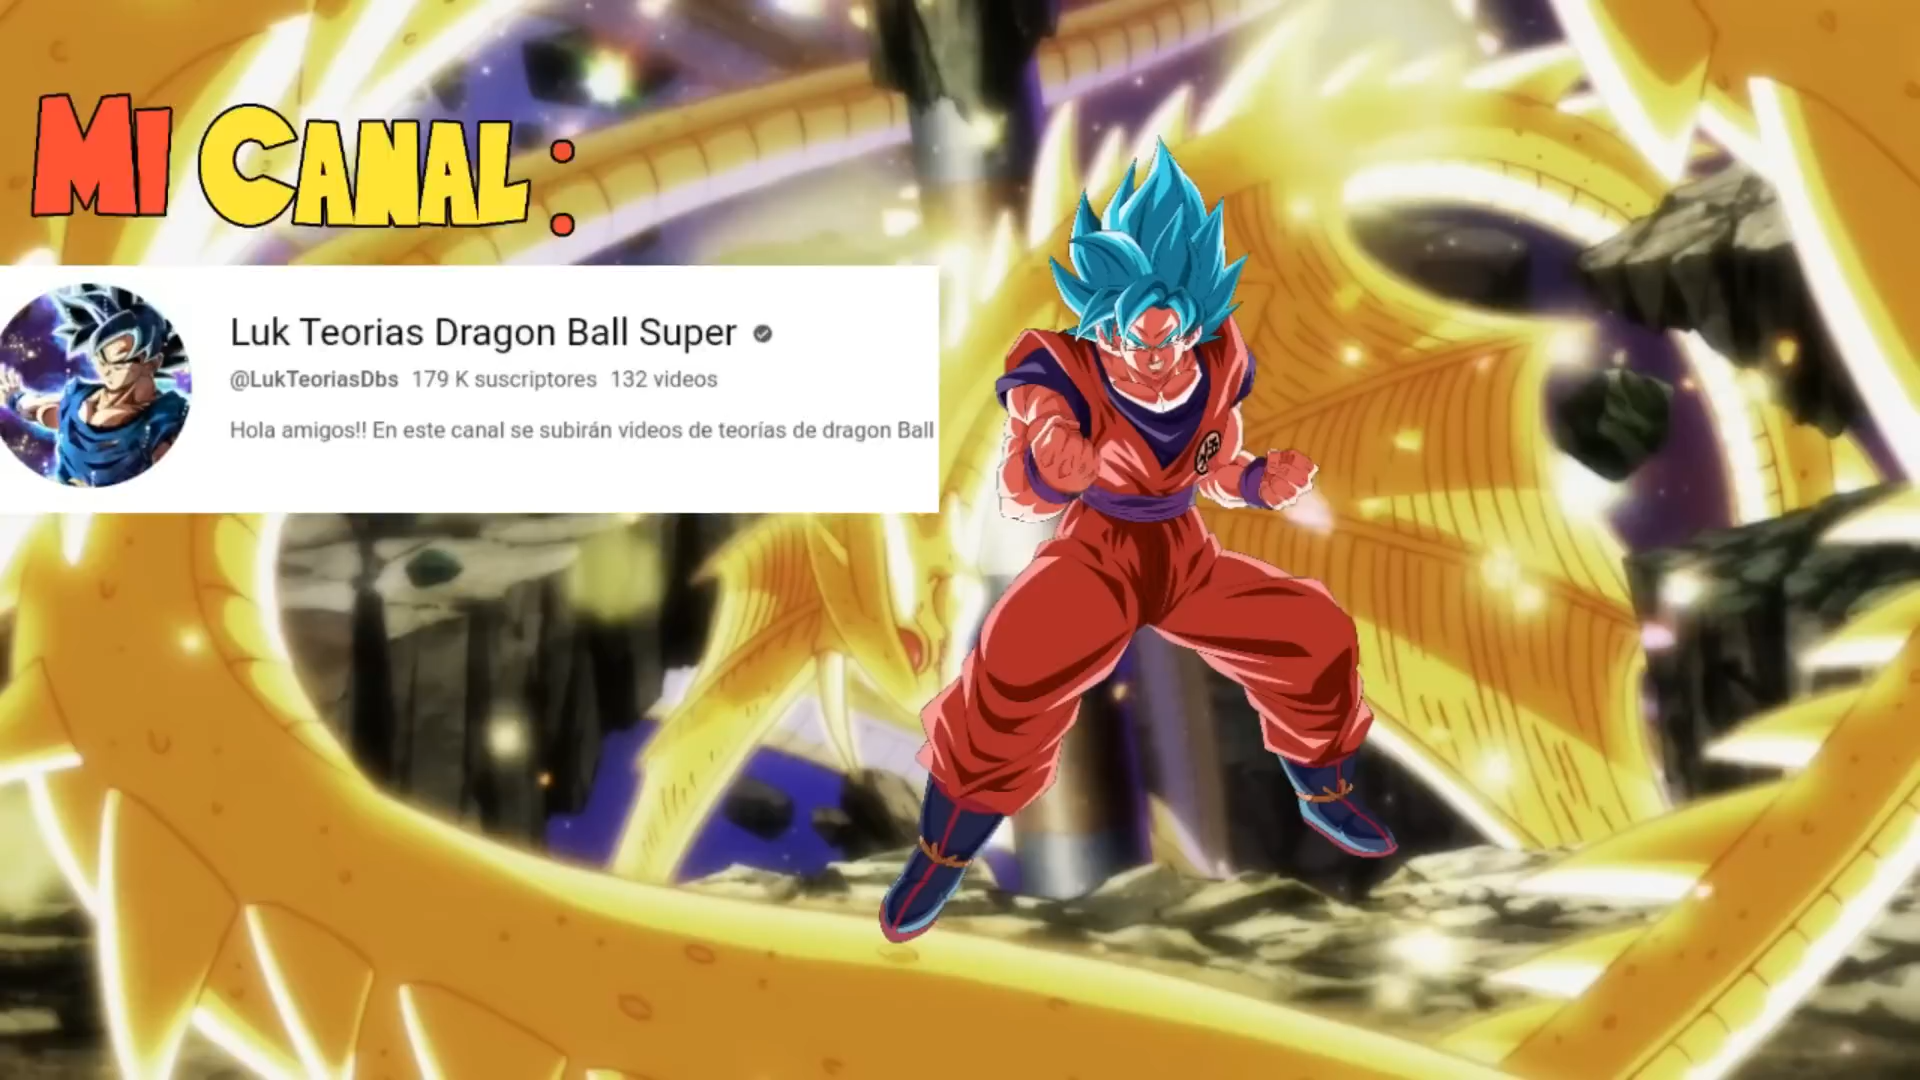 MI CANAL:
Luk Teorias Dragon Ball Super
@LukTeoriasDbs 179 K suscriptores 132 videos
Hola amigos!! En este canal se subirán videos de teorías de dragon Ball
悟